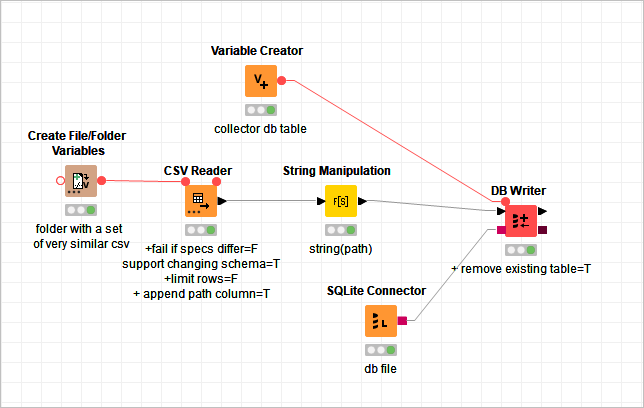 Variable Creator
V+
collector db table
Create File/Folder
Variables
V
folder with a set
of very similar csv
CSV Reader
+fail if specs differ=F
support changing schema=T
+limit rows=F
+ append path column=T
String Manipulation
f[S]
string(path)
DB Writer
+ remove existing table=T
SQLite Connector
L
db file